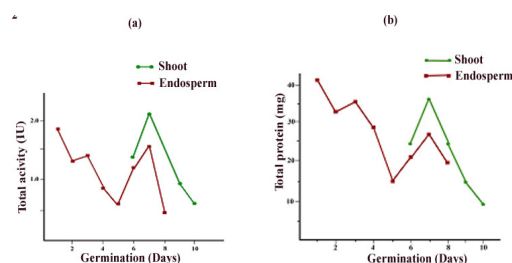 (a)
Shoot
Endosperm
Total acivity (IU)
2.0
1.0
2
4
6
8
10
Germination (Days)
(b)
Shoot
Endosperm
Total protein (mg)
40
30
20
10
2
4
6
8
10
Germination (Days)